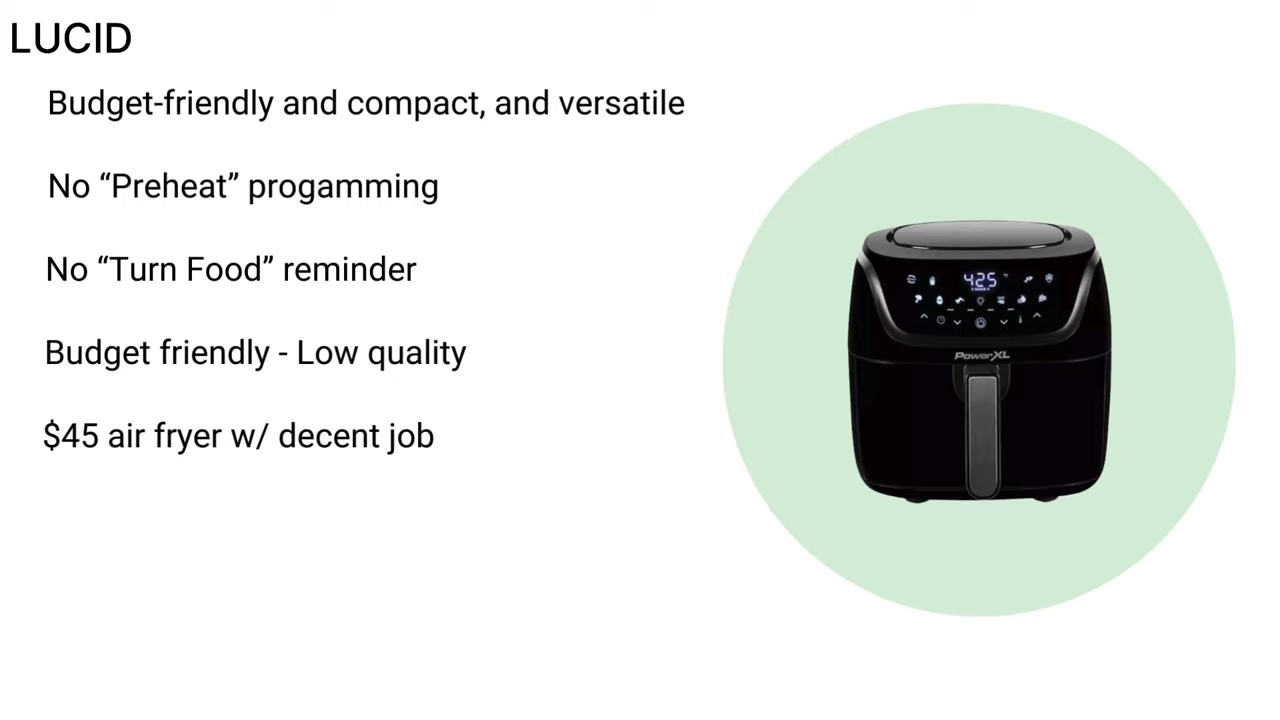 LUCID
Budget-friendly and compact, and versatile
No “Preheat” progamming
No “Turn Food” reminder
Budget friendly - Low quality
$45 air fryer w/ decent job
425
PowerXL